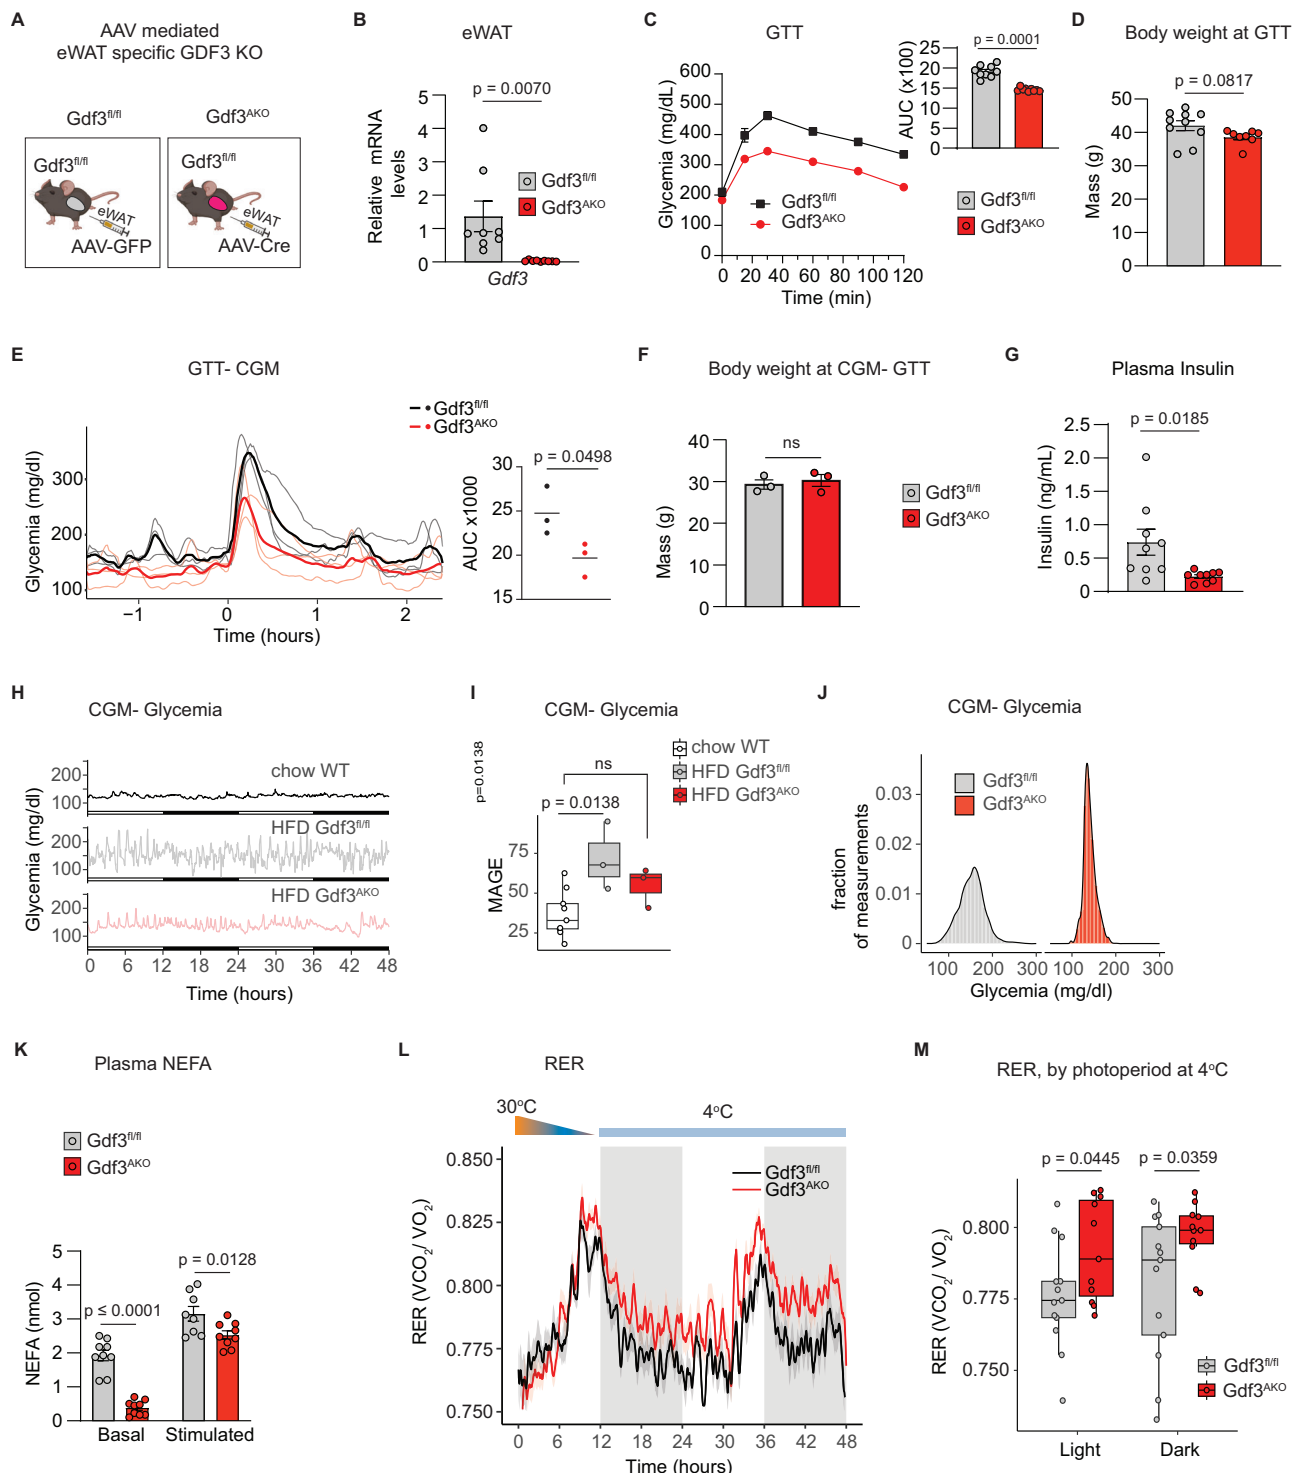 A
AAV mediated
eWAT specific GDF3 KO
Gdf3fl/fl
Gdf3AKO
Gdf3fl/fl
eWAT
AAV-GFP
Gdf3fl/fl
eWAT
AAV-Cre
B
eWAT
p = 0.0070
Relative mRNA
levels
5
4
3
2
1
0
Gdf3fl/fl
Gdf3AKO
Gdf3
C
GTT
Glycemia (mg/dL)
600
500
400
300
200
100
0
Gdf3fl/fl
Gdf3AKO
0 20 40 60 80 100 120
Time (min)
AUC (x100)
25
20
15
10
5
0
p = 0.0001
Gdf3fl/fl
Gdf3AKO
D
Body weight at GTT
p = 0.0817
Mass (g)
50
40
30
20
10
0
E
GTT- CGM
Gdf3fl/fl
Gdf3AKO
Glycemia (mg/dl)
300
200
100
−1 0 1 2
Time (hours)
AUC x1000
30
25
20
15
p = 0.0498
F
Body weight at CGM- GTT
ns
Mass (g)
40
30
20
10
0
Gdf3fl/fl
Gdf3AKO
G
Plasma Insulin
p = 0.0185
Insulin (ng/mL)
2.5
2.0
1.5
1.0
0.5
0
H
CGM- Glycemia
Glycemia (mg/dl)
200
100
chow WT
200
100
HFD Gdf3fl/fl
200
100
HFD Gdf3AKO
0 6 12 18 24 30 36 42 48
Time (hours)
I
CGM- Glycemia
p=0.0138
chow WT
HFD Gdf3fl/fl
HFD Gdf3AKO
ns
p = 0.0138
MAGE
75
50
25
J
CGM- Glycemia
Gdf3fl/fl
Gdf3AKO
fraction
of measurements
0.03
0.02
0.01
0
100 200 300 100 200 300
Glycemia (mg/dl)
K
Plasma NEFA
Gdf3fl/fl
Gdf3AKO
NEFA (nmol)
5
4
3
2
1
0
p ≤ 0.0001
p = 0.0128
Basal Stimulated
L
RER
30oC
4oC
RER (VCO2/ VO2)
0.850
0.825
0.800
0.775
0.750
Gdf3fl/fl
Gdf3AKO
0 6 12 18 24 30 36 42 48
Time (hours)
M
RER, by photoperiod at 4oC
p = 0.0445
p = 0.0359
RER (VCO2/ VO2)
0.800
0.775
0.750
Gdf3fl/fl
Gdf3AKO
Light Dark